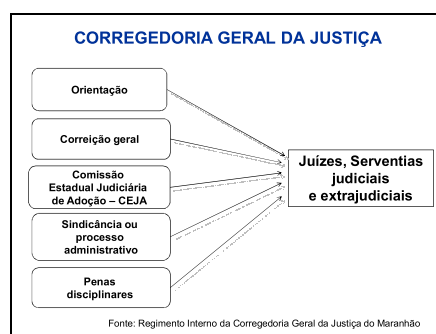 CORREGEDORIA GERAL DA JUSTIÇA
Orientação
Correição geral
Comissão
Estadual Judiciária
de Adoção – CEJA
Sindicância ou
processo
administrativo
Penas
disciplinares
Juízes, Serventias
judiciais
e extrajudiciais
Fonte: Regimento Interno da Corregedoria Geral da Justiça do Maranhão